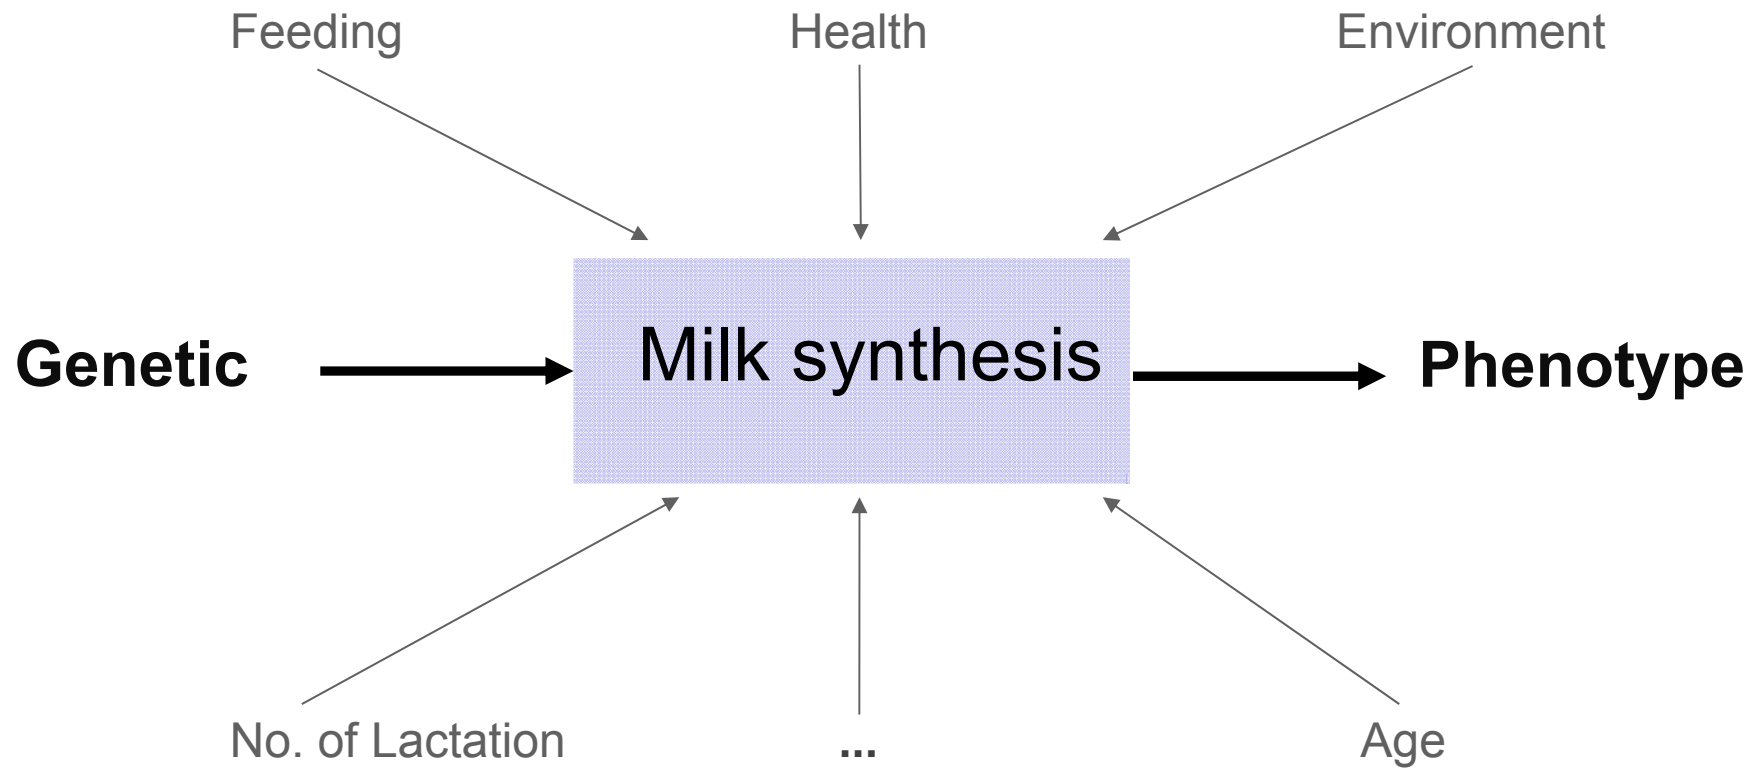 Feeding
Health
Environment
Genetic
Milk synthesis
Phenotype
No. of Lactation
...
Age